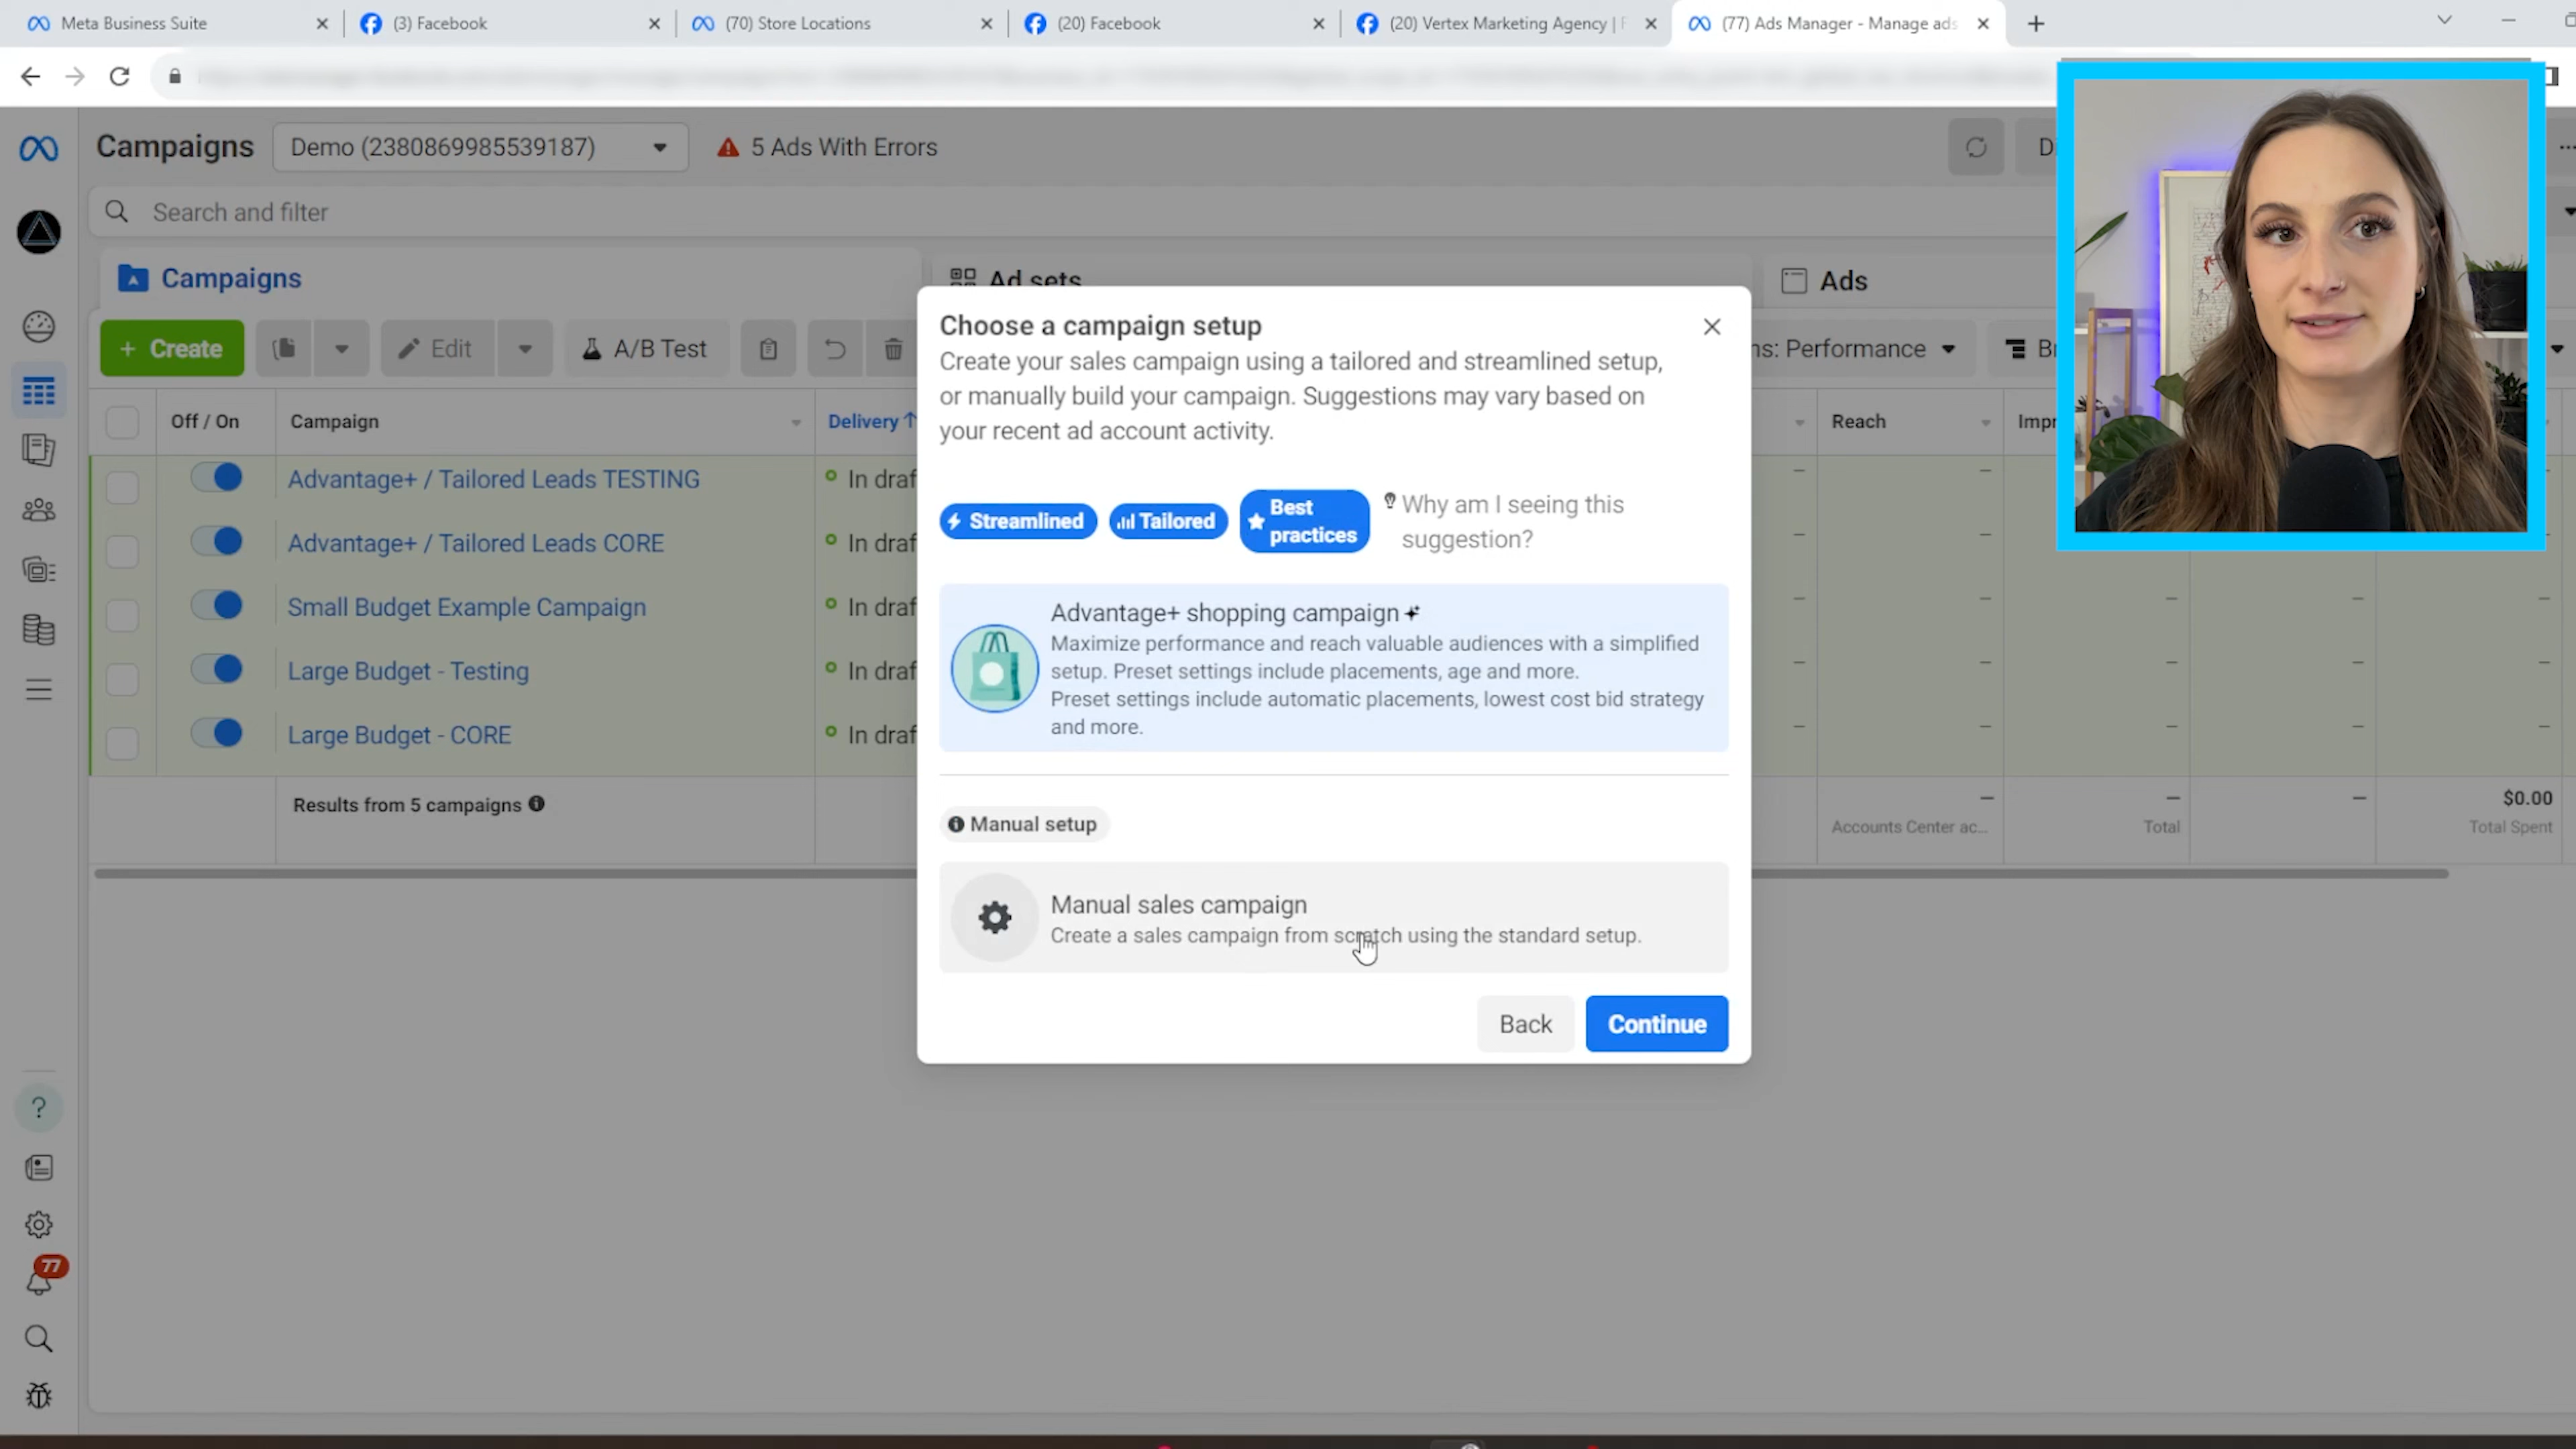 Meta Business Suite
(3) Facebook
(70) Store Locations
(20) Facebook
(20) Vertex Marketing Agency | F
(77) Ads Manager - Manage ads
Campaigns
Demo (2380869985539187)
5 Ads With Errors
D
Search and filter
Campaigns
Ad sets
Ads
+ Create
Edit
A/B Test
ns: Performance
Br
Off / On
Campaign
Delivery ↑
Reach
Impr
Advantage+ / Tailored Leads TESTING
In draf
Advantage+ / Tailored Leads CORE
In draf
Small Budget Example Campaign
In draf
Large Budget - Testing
In draf
Large Budget - CORE
In draf
Results from 5 campaigns
$0.00
Accounts Center ac...
Total
Total Spent
Choose a campaign setup
Create your sales campaign using a tailored and streamlined setup,
or manually build your campaign. Suggestions may vary based on
your recent ad account activity.
Streamlined
Tailored
Best
practices
Why am I seeing this
suggestion?
Advantage+ shopping campaign
Maximize performance and reach valuable audiences with a simplified
setup. Preset settings include placements, age and more.
Preset settings include automatic placements, lowest cost bid strategy
and more.
Manual setup
Manual sales campaign
Create a sales campaign from scratch using the standard setup.
Back
Continue
?
77